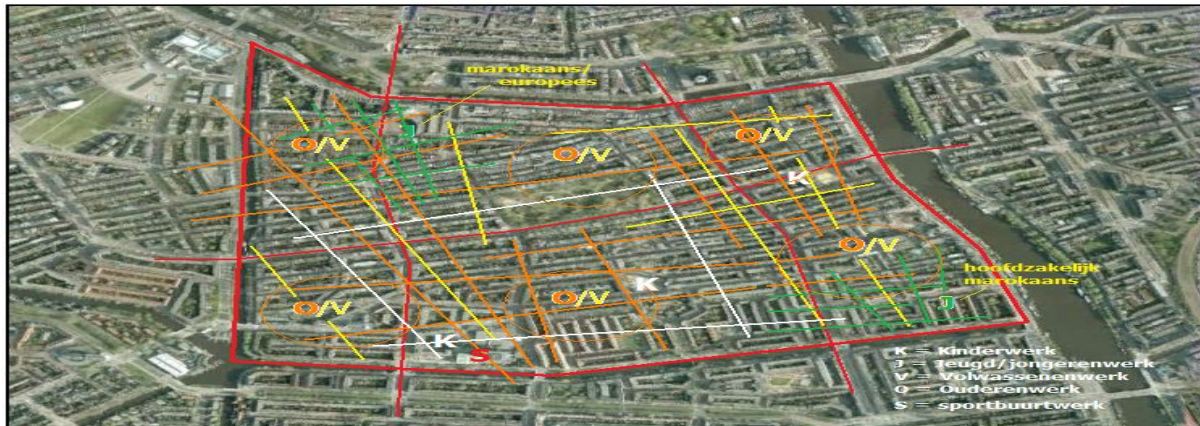 marokaans/
europees
J
O/V
O/V
O/V
K
O/V
hoofdzakelijk
marokaans
J
O/V
O/V
K
K
S
K = Kinderwerk
J = Jeugd/jongerenwerk
V = Volwassenenwerk
O = Ouderenwerk
S = sportbuurtwerk